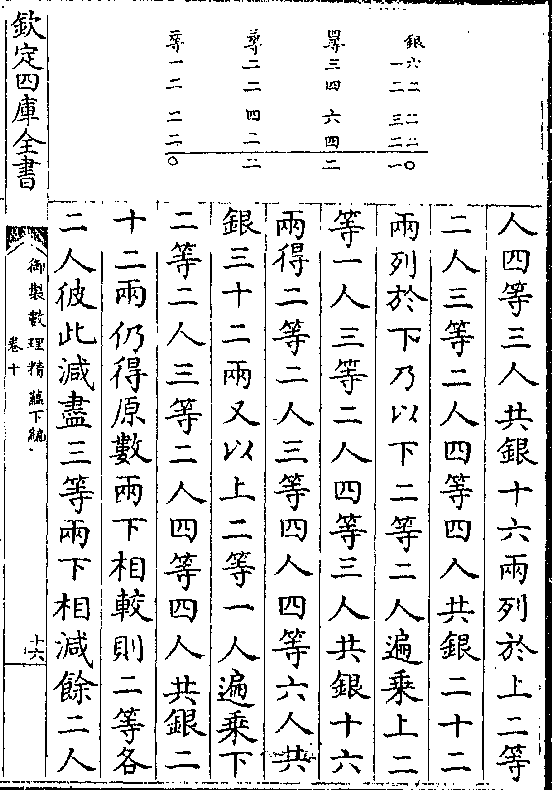 銀 一六 二二 三二 二二 一〇
四等 三 四 六 四 二
三等 二 二 四 二 二
二等 一 二 二 二 〇
人四等三人共銀十六兩列於上二等
二人三等二人四等四人共銀二十二
兩列於下乃以下二等二人遍乘上二
等一人三等二人四等三人共銀十六
兩得二等二人三等四人四等六人共
銀三十二兩又以上二等一人遍乘下
二等二人三等二人四等四人共銀二
十二兩仍得原數兩下相較則二等各
二人彼此減盡三等兩下相減餘二人
欽定四庫全書
御製數理精蘊下編
卷十
十六